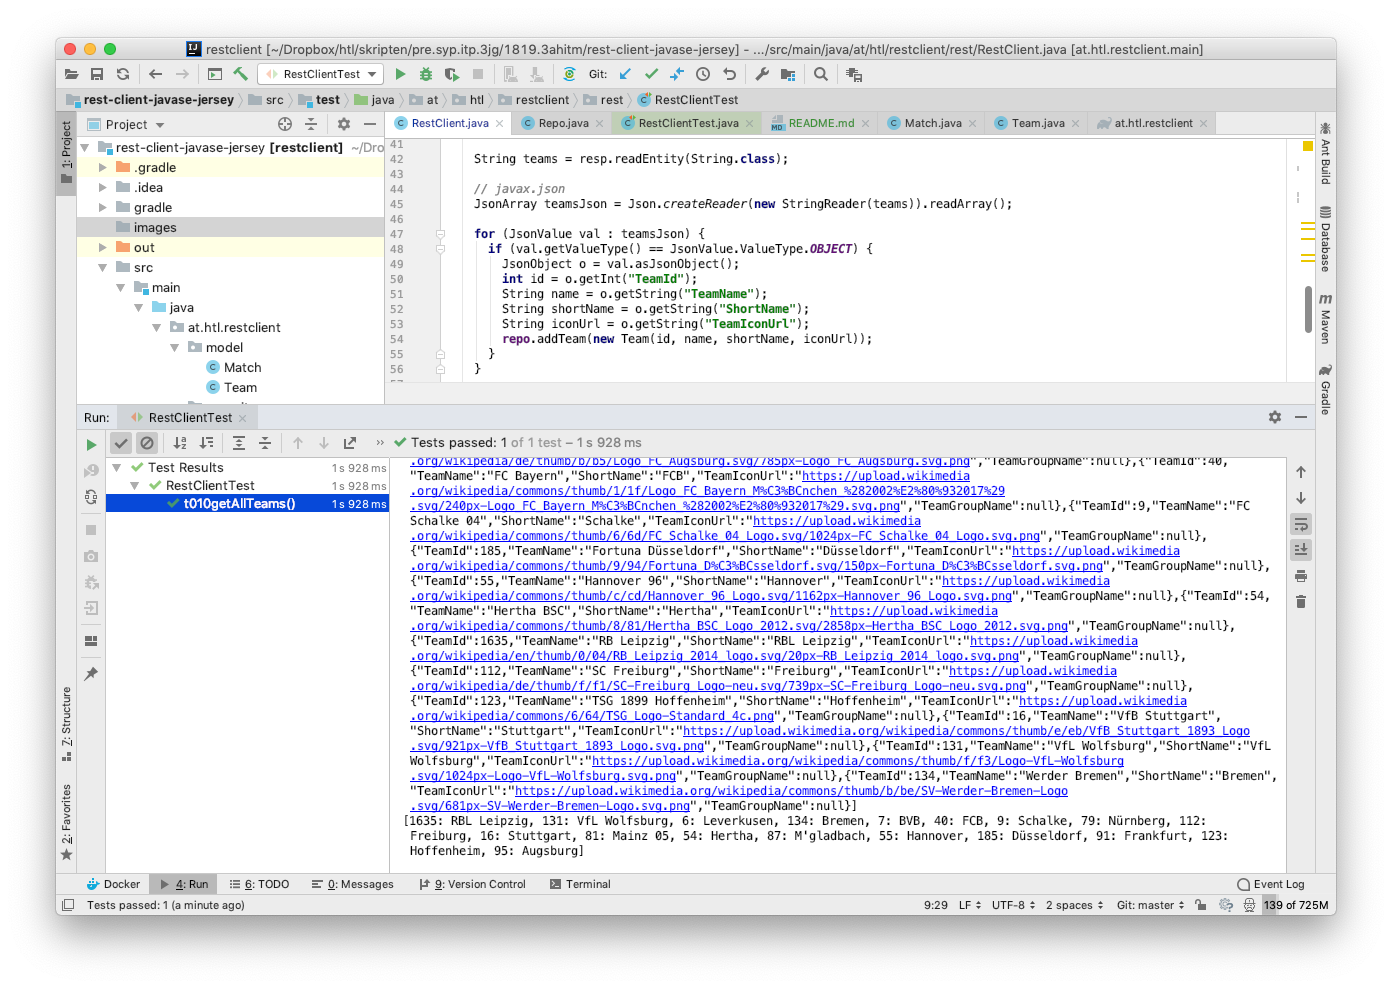 restclient [~/Dropbox/htl/skripten/pre.syp.itp.3jg/1819.3ahitm/rest-client-javase-jersey] - .../src/main/java/at/htl/restclient/rest/RestClient.java [at.htl.restclient.main]
RestClientTest
Git:
rest-client-javase-jersey
src
test
java
at
htl
restclient
rest
RestClientTest
1: Project
Project
RestClient.java
Repo.java
RestClientTest.java
README.md
Match.java
Team.java
at.htl.restclient
rest-client-javase-jersey [restclient] ~/Dro
.gradle
.idea
gradle
images
out
src
main
java
at.htl.restclient
model
Match
Team
41
42 String teams = resp.readEntity(String.class);
43
44 // javax.json
45 JsonArray teamsJson = Json.createReader(new StringReader(teams)).readArray();
46
47 for (JsonValue val : teamsJson) {
48 if (val.getValueType() == JsonValue.ValueType.OBJECT) {
49 JsonObject o = val.asJsonObject();
50 int id = o.getInt("TeamId");
51 String name = o.getString("TeamName");
52 String shortName = o.getString("ShortName");
53 String iconUrl = o.getString("TeamIconUrl");
54 repo.addTeam(new Team(id, name, shortName, iconUrl));
55 }
56 }
Ant Build
Database
Maven
Gradle
Run:
RestClientTest
Tests passed: 1 of 1 test – 1 s 928 ms
Test Results 1 s 928 ms
RestClientTest 1 s 928 ms
t010getAllTeams() 1 s 928 ms
.org/wikipedia/de/thumb/b/b5/Logo_FC_Augsburg.svg/785px-Logo_FC_Augsburg.svg.png","TeamGroupName":null},{"TeamId":40,
"TeamName":"FC Bayern","ShortName":"FCB","TeamIconUrl":"https://upload.wikimedia
.org/wikipedia/commons/thumb/1/1f/Logo_FC_Bayern_M%C3%BCnchen_%282002%E2%80%932017%29
.svg/240px-Logo_FC_Bayern_M%C3%BCnchen_%282002%E2%80%932017%29.svg.png","TeamGroupName":null},{"TeamId":9,"TeamName":"FC
Schalke 04","ShortName":"Schalke","TeamIconUrl":"https://upload.wikimedia
.org/wikipedia/commons/thumb/6/6d/FC_Schalke_04_Logo.svg/1024px-FC_Schalke_04_Logo.svg.png","TeamGroupName":null},
{"TeamId":185,"TeamName":"Fortuna Düsseldorf","ShortName":"Düsseldorf","TeamIconUrl":"https://upload.wikimedia
.org/wikipedia/commons/thumb/9/94/Fortuna_D%C3%BCsseldorf.svg/150px-Fortuna_D%C3%BCsseldorf.svg.png","TeamGroupName":null},
{"TeamId":55,"TeamName":"Hannover 96","ShortName":"Hannover","TeamIconUrl":"https://upload.wikimedia
.org/wikipedia/commons/thumb/c/cd/Hannover_96_Logo.svg/1162px-Hannover_96_Logo.svg.png","TeamGroupName":null},{"TeamId":54,
"TeamName":"Hertha BSC","ShortName":"Hertha","TeamIconUrl":"https://upload.wikimedia
.org/wikipedia/commons/thumb/8/81/Hertha_BSC_Logo_2012.svg/2858px-Hertha_BSC_Logo_2012.svg.png","TeamGroupName":null},
{"TeamId":1635,"TeamName":"RB Leipzig","ShortName":"RBL Leipzig","TeamIconUrl":"https://upload.wikimedia
.org/wikipedia/en/thumb/0/04/RB_Leipzig_2014_logo.svg/20px-RB_Leipzig_2014_logo.svg.png","TeamGroupName":null},
{"TeamId":112,"TeamName":"SC Freiburg","ShortName":"Freiburg","TeamIconUrl":"https://upload.wikimedia
.org/wikipedia/de/thumb/f/f1/SC-Freiburg_Logo-neu.svg/739px-SC-Freiburg_Logo-neu.svg.png","TeamGroupName":null},
{"TeamId":123,"TeamName":"TSG 1899 Hoffenheim","ShortName":"Hoffenheim","TeamIconUrl":"https://upload.wikimedia
.org/wikipedia/commons/6/64/TSG_Logo-Standard_4c.png","TeamGroupName":null},{"TeamId":16,"TeamName":"VfB Stuttgart",
"ShortName":"Stuttgart","TeamIconUrl":"https://upload.wikimedia.org/wikipedia/commons/thumb/e/eb/VfB_Stuttgart_1893_Logo
.svg/921px-VfB_Stuttgart_1893_Logo.svg.png","TeamGroupName":null},{"TeamId":131,"TeamName":"VfL Wolfsburg","ShortName":"VfL
Wolfsburg","TeamIconUrl":"https://upload.wikimedia.org/wikipedia/commons/thumb/f/f3/Logo-VfL-Wolfsburg
.svg/1024px-Logo-VfL-Wolfsburg.svg.png","TeamGroupName":null},{"TeamId":134,"TeamName":"Werder Bremen","ShortName":"Bremen",
"TeamIconUrl":"https://upload.wikimedia.org/wikipedia/commons/thumb/b/be/SV-Werder-Bremen-Logo
.svg/681px-SV-Werder-Bremen-Logo.svg.png","TeamGroupName":null}]
[1635: RBL Leipzig, 131: VfL Wolfsburg, 6: Leverkusen, 134: Bremen, 7: BVB, 40: FCB, 9: Schalke, 79: Nürnberg, 112:
Freiburg, 16: Stuttgart, 81: Mainz 05, 54: Hertha, 87: M'gladbach, 55: Hannover, 185: Düsseldorf, 91: Frankfurt, 123:
Hoffenheim, 95: Augsburg]
7: Structure
2: Favorites
Docker
4: Run
6: TODO
0: Messages
9: Version Control
Terminal
Event Log
Tests passed: 1 (a minute ago)
9:29
LF
UTF-8
2 spaces
Git: master
139 of 725M